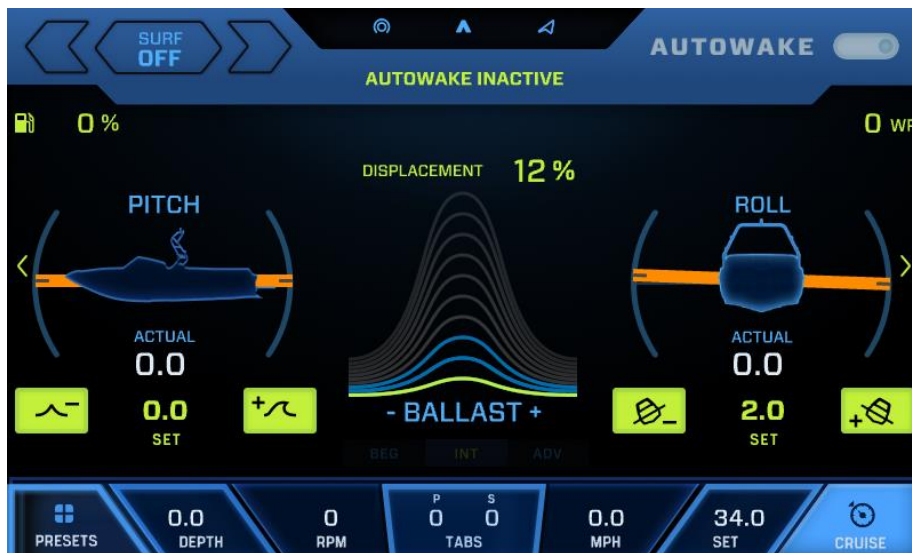 SURF
OFF
AUTOWAKE
AUTOWAKE INACTIVE
0 %
0
DISPLACEMENT 12 %
PITCH
ROLL
ACTUAL
0.0
ACTUAL
0.0
0.0
SET
- BALLAST +
2.0
SET
BEG INT ADV
PRESETS
0.0
DEPTH
0
RPM
P S
0 0
TABS
0.0
MPH
34.0
SET
CRUISE